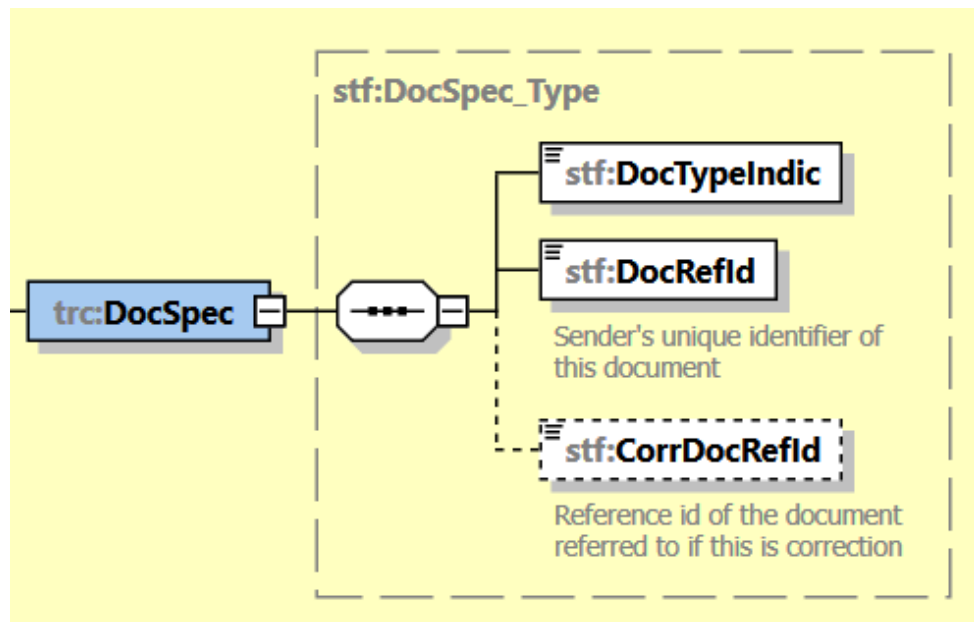 stf:DocSpec_Type
stf:DocTypeIndic
trc:DocSpec
stf:DocRefId
Sender's unique identifier of
this document
stf:CorrDocRefId
Reference id of the document
referred to if this is correction